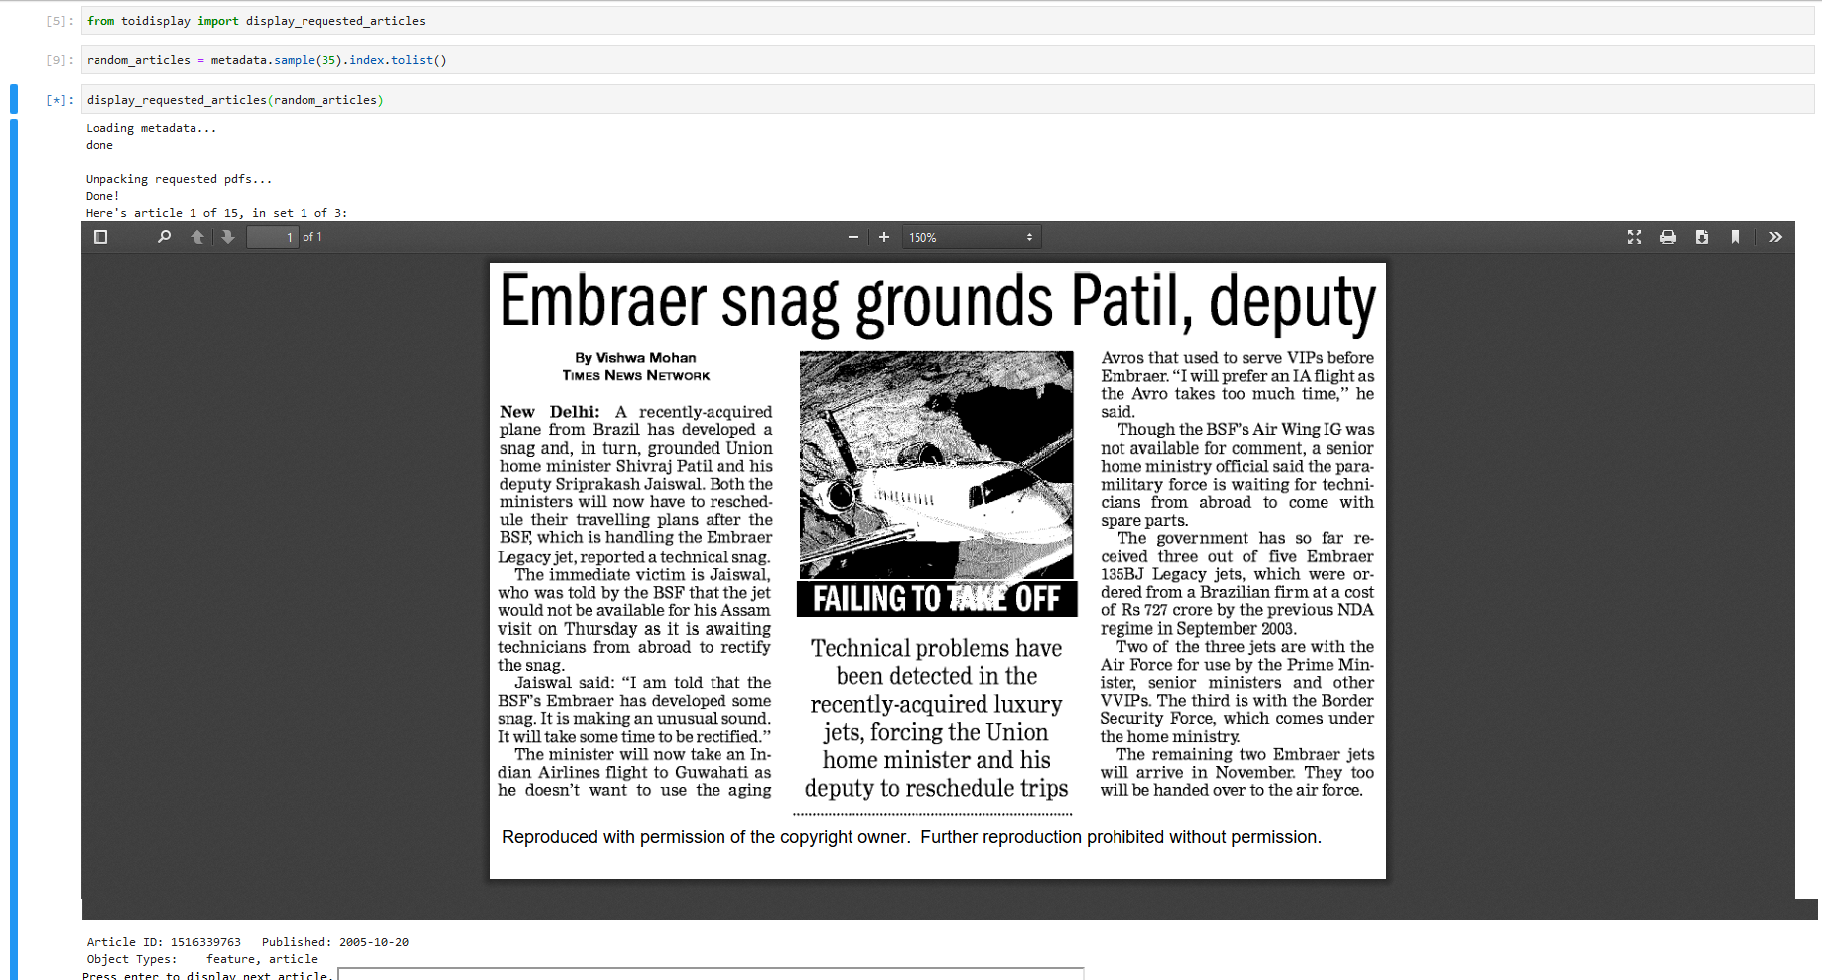 [5]: from toidisplay import display_requested_articles
[9]: random_articles = metadata.sample(35).index.tolist()
[*]: display_requested_articles(random_articles)
Loading metadata...
done
Unpacking requested pdfs...
Done!
Here's article 1 of 15, in set 1 of 3:
1 of 1
150%
Embraer snag grounds Patil, deputy
By Vishwa Mohan
TIMES NEWS NETWORK
New Delhi: A recently-acquired
plane from Brazil has developed a
snag and, in turn, grounded Union
home minister Shivraj Patil and his
deputy Sriprakash Jaiswal. Both the
ministers will now have to resched-
ule their travelling plans after the
BSF, which is handling the Embraer
Legacy jet, reported a technical snag.
The immediate victim is Jaiswal,
who was told by the BSF that the jet
would not be available for his Assam
visit on Thursday as it is awaiting
technicians from abroad to rectify
the snag.
Jaiswal said: “I am told that the
BSF's Embraer has developed some
snag. It is making an unusual sound.
It will take some time to be rectified.”
The minister will now take an In-
dian Airlines flight to Guwahati as
he doesn't want to use the aging
FAILING TO TAKE OFF
Technical problems have
been detected in the
recently-acquired luxury
jets, forcing the Union
home minister and his
deputy to reschedule trips
Avros that used to serve VIPs before
Embraer. “I will prefer an IA flight as
the Avro takes too much time,” he
said.
Though the BSF's Air Wing IG was
not available for comment, a senior
home ministry official said the para-
military force is waiting for techni-
cians from abroad to come with
spare parts.
The government has so far re-
ceived three out of five Embraer
135BJ Legacy jets, which were or-
dered from a Brazilian firm at a cost
of Rs 727 crore by the previous NDA
regime in September 2003.
Two of the three jets are with the
Air Force for use by the Prime Min-
ister, senior ministers and other
VVIPs. The third is with the Border
Security Force, which comes under
the home ministry.
The remaining two Embraer jets
will arrive in November. They too
will be handed over to the air force.
Reproduced with permission of the copyright owner. Further reproduction prohibited without permission.
Article ID: 1516339763 Published: 2005-10-20
Object Types: feature, article
Press enter to display next article.